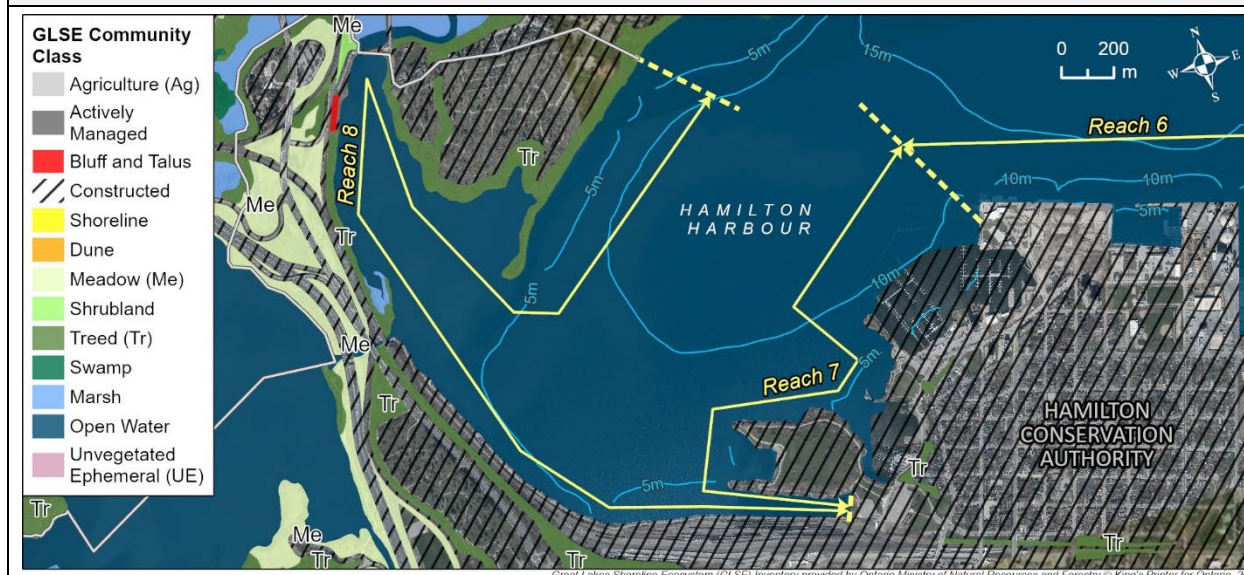 GLSE Community
Class
Agriculture (Ag)
Actively
Managed
Bluff and Talus
Constructed
Shoreline
Dune
Meadow (Me)
Shrubland
Treed (Tr)
Swamp
Marsh
Open Water
Unvegetated
Ephemeral (UE)
Me
5m
15m
0 200
m
N
E
S
W
Reach 8
Tr
Reach 6
5m
10m
10m
5m
Me
Tr
HAMILTON
HARBOUR
5m
10m
Me
5m
Reach 7
Tr
HAMILTON
CONSERVATION
AUTHORITY
Tr
5m
Tr
Me
Tr
Tr
Tr
Great Lakes Shoreline Ecosystem (GLSE) Inventory provided by Ontario Ministry of Natural Resources and Forestry © King's Printer for Ontario,